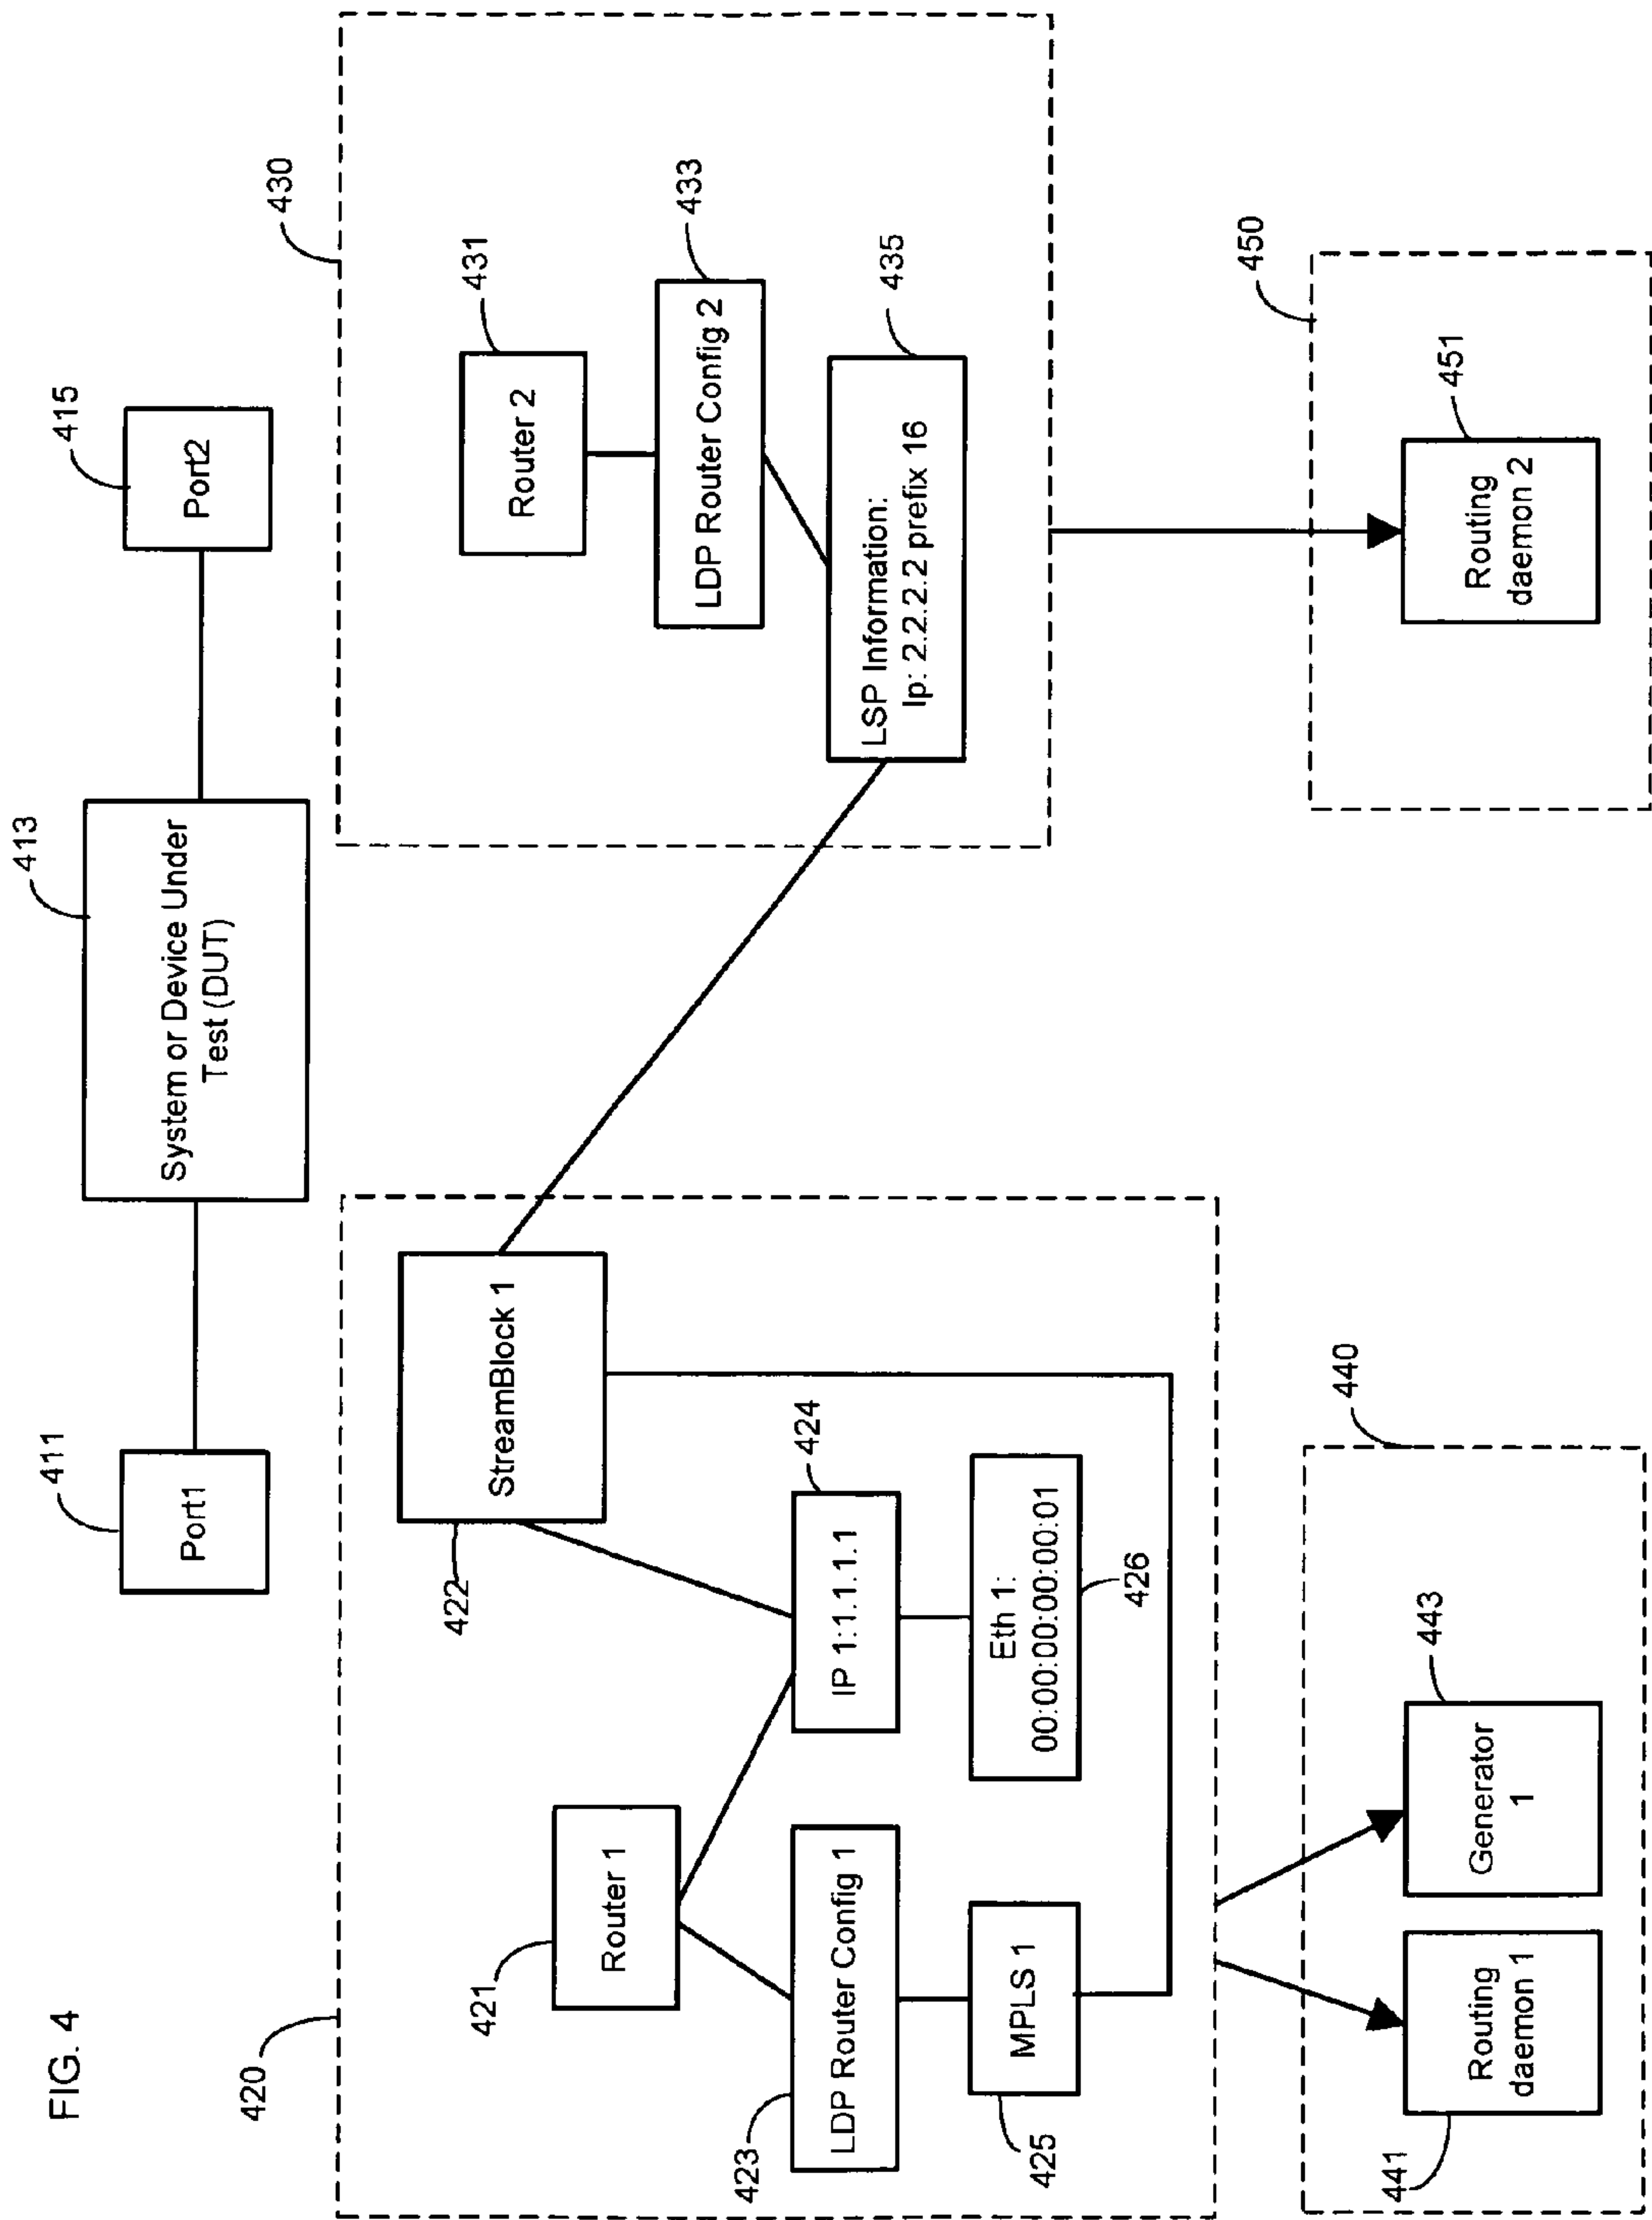 FIG. 4
411
Port1
413
System or Device Under
Test (DUT)
415
Port2
420
421
Router 1
422
StreamBlock 1
423
LDP Router Config 1
424
IP 1:1.1.1.1
425
MPLS 1
Eth 1:
00:00:00:00:00:01
426
430
431
Router 2
433
LDP Router Config 2
435
LSP Information:
Ip: 2.2.2.2 prefix 16
440
441
Routing
daemon 1
443
Generator
1
450
451
Routing
daemon 2